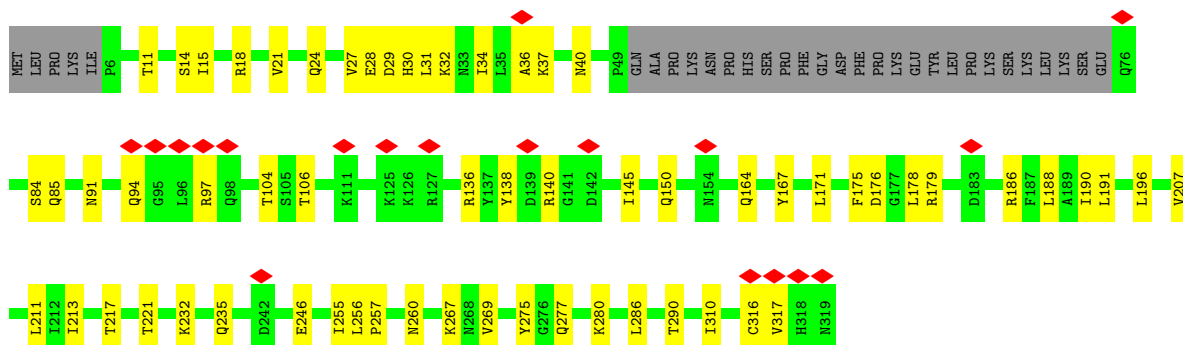 MET LEU PRO LYS ILE P6 T11 S14 I15 R18 V21 Q24 V27 E28 D29 H30 L31 K32 N33 I34 L35 A36 K37 N40 P49 GLN ALA PRO LYS ASN PRO HIS SER PRO PHE GLY ASP PHE PRO LYS GLU TYR LEU PRO LYS SER LYS LEU LYS SER GLU Q76
S84 Q85 N91 Q94 G95 L96 R97 Q98 T104 S105 T106 K111 K125 K126 R127 R136 Y137 Y138 D139 R140 G141 D142 I145 Q150 N154 Q164 Y167 L171 F175 D176 G177 L178 R179 D183 R186 F187 L188 A189 I190 L191 L196 V207
L211 I212 I213 T217 T221 K232 Q235 D242 E246 I255 L256 P257 N260 K267 N268 V269 Y275 G276 Q277 K280 L286 T290 I310 C316 V317 H318 N319